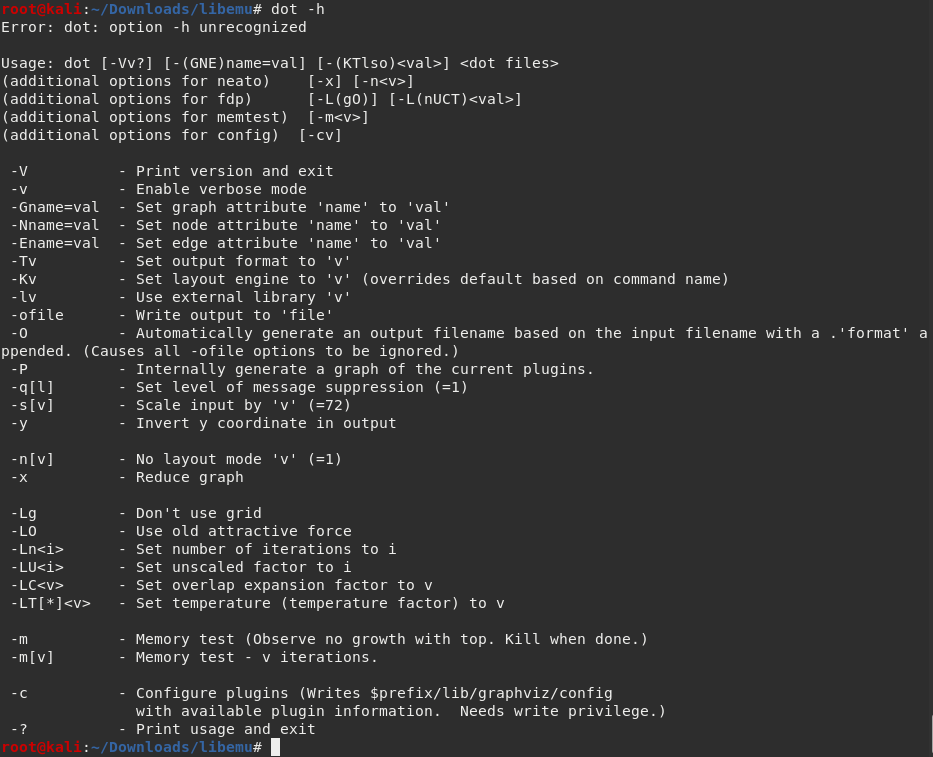 root@kali:~/Downloads/libemu# dot -h
Error: dot: option -h unrecognized
Usage: dot [-Vv?] [-(GNE)name=val] [-(KTlso)<val>] <dot files>
(additional options for neato)    [-x] [-n<v>]
(additional options for fdp)      [-L(gO)] [-L(nUCT)<val>]
(additional options for memtest)  [-m<v>]
(additional options for config)  [-cv]
 -V          - Print version and exit
 -v          - Enable verbose mode
 -Gname=val  - Set graph attribute 'name' to 'val'
 -Nname=val  - Set node attribute 'name' to 'val'
 -Ename=val  - Set edge attribute 'name' to 'val'
 -Tv         - Set output format to 'v'
 -Kv         - Set layout engine to 'v' (overrides default based on command name)
 -lv         - Use external library 'v'
 -ofile      - Write output to 'file'
 -O          - Automatically generate an output filename based on the input filename with a .'format' a
ppended. (Causes all -ofile options to be ignored.)
 -P          - Internally generate a graph of the current plugins.
 -q[l]       - Set level of message suppression (=1)
 -s[v]       - Scale input by 'v' (=72)
 -y          - Invert y coordinate in output
 -n[v]       - No layout mode 'v' (=1)
 -x          - Reduce graph
 -Lg         - Don't use grid
 -LO         - Use old attractive force
 -Ln<i>      - Set number of iterations to i
 -LU<i>      - Set unscaled factor to i
 -LC<v>      - Set overlap expansion factor to v
 -LT[*]<v>   - Set temperature (temperature factor) to v
 -m          - Memory test (Observe no growth with top. Kill when done.)
 -m[v]       - Memory test - v iterations.
 -c          - Configure plugins (Writes $prefix/lib/graphviz/config
               with available plugin information.  Needs write privilege.)
 -?          - Print usage and exit
root@kali:~/Downloads/libemu#